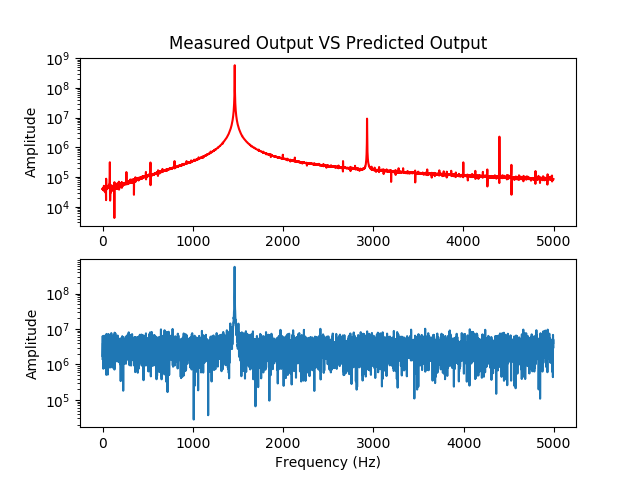 Measured Output VS Predicted Output
Amplitude
10⁹
10⁸
10⁷
10⁶
10⁵
10⁴
0 1000 2000 3000 4000 5000
Amplitude
10⁸
10⁷
10⁶
10⁵
0 1000 2000 3000 4000 5000
Frequency (Hz)